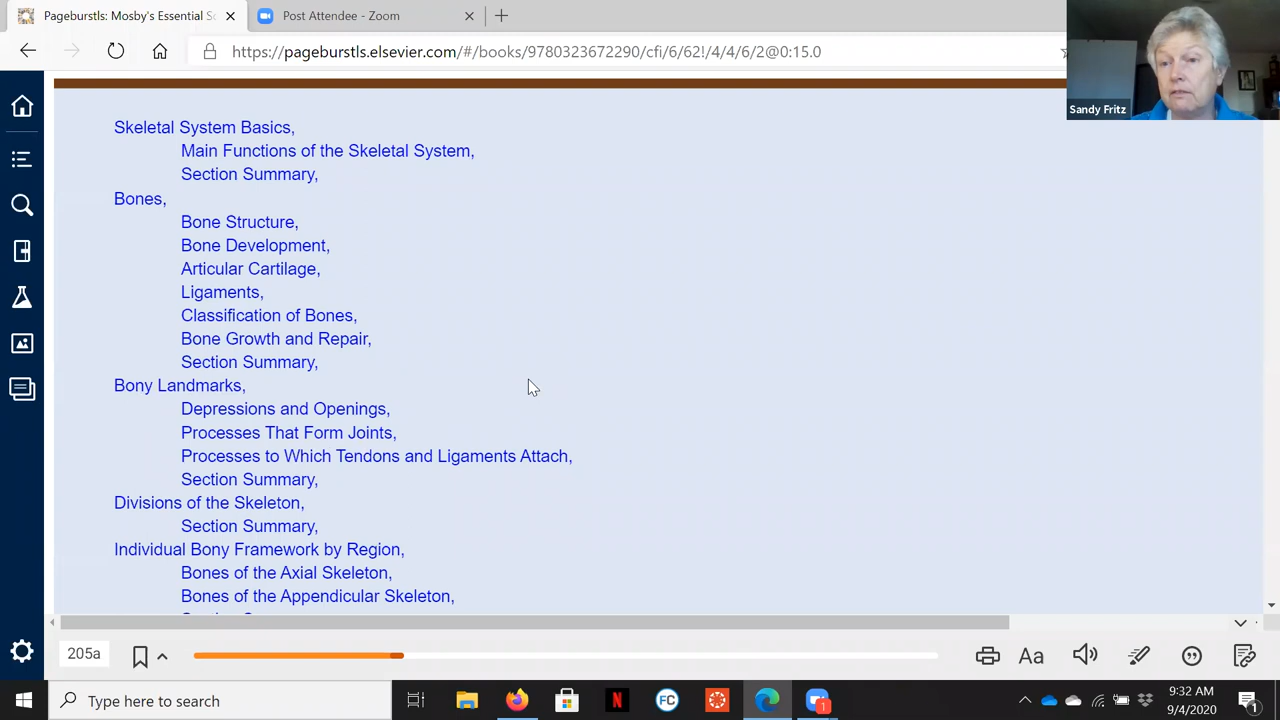 Pageburstls: Mosby's Essential Sc
Post Attendee - Zoom
https://pageburstls.elsevier.com/#/books/9780323672290/cfi/6/62!/4/4/6/2@0:15.0
Sandy Fritz
Skeletal System Basics,
Main Functions of the Skeletal System,
Section Summary,
Bones,
Bone Structure,
Bone Development,
Articular Cartilage,
Ligaments,
Classification of Bones,
Bone Growth and Repair,
Section Summary,
Bony Landmarks,
Depressions and Openings,
Processes That Form Joints,
Processes to Which Tendons and Ligaments Attach,
Section Summary,
Divisions of the Skeleton,
Section Summary,
Individual Bony Framework by Region,
Bones of the Axial Skeleton,
Bones of the Appendicular Skeleton,
205a
Aa
Type here to search
N
FC
1
9:32 AM
9/4/2020
1